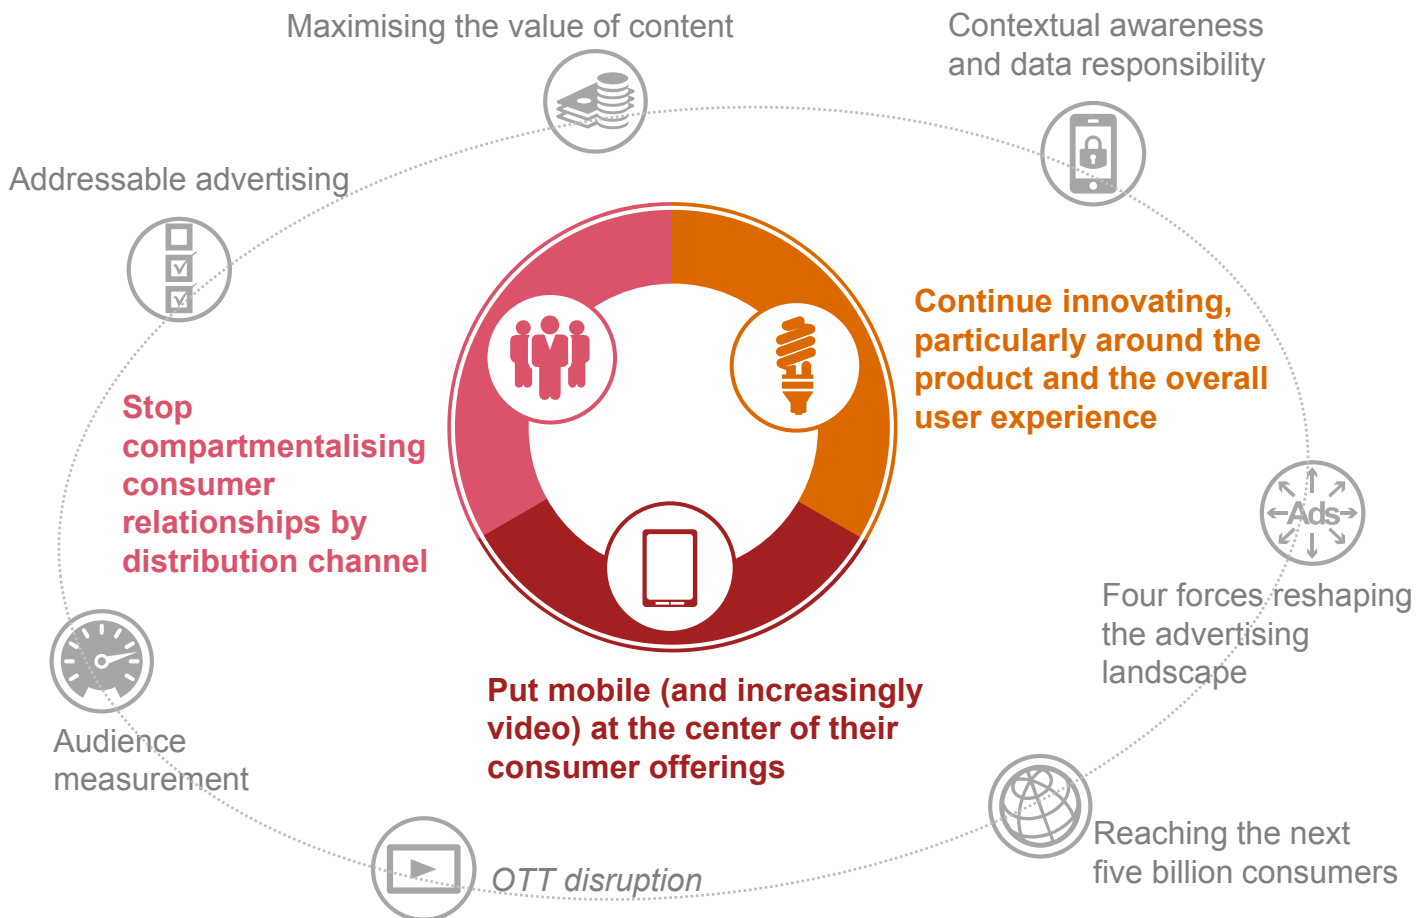 Maximising the value of content
Contextual awareness
and data responsibility
Addressable advertising
Continue innovating,
particularly around the
product and the overall
user experience
Stop
compartmentalising
consumer
relationships by
distribution channel
Ads
Four forces reshaping
the advertising
landscape
Put mobile (and increasingly
video) at the center of their
consumer offerings
Audience
measurement
Reaching the next
five billion consumers
OTT disruption